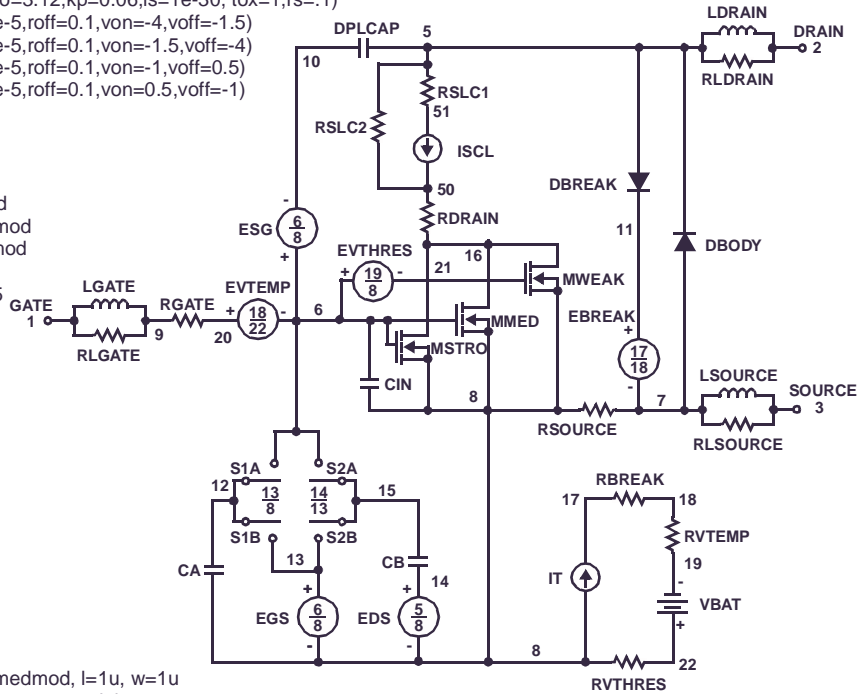 o=3.12,kp=0.06,is=1e-30, tox=1,rs=.1)
e-5,roff=0.1,von=-4,voff=-1.5)
e-5,roff=0.1,von=-1.5,voff=-4)
e-5,roff=0.1,von=-1,voff=0.5)
e-5,roff=0.1,von=0.5,voff=-1)
DPLCAP
5
LDRAIN
DRAIN
2
10
RLDRAIN
RSLC1
51
RSLC2
ISCL
50
DBREAK
RDRAIN
11
DBODY
d
mod
mod
5
ESG
-
6
8
+
EVTHRES
+
19
8
-
21
16
MWEAK
LGATE
EVTEMP
GATE
1
RGATE
+
18
22
-
6
9
20
RLGATE
MMED
MSTRO
EBREAK
+
17
18
-
CIN
8
RSOURCE
7
LSOURCE
SOURCE
3
RLSOURCE
S1A
S2A
12
13
8
14
13
15
S1B
S2B
13
CA
CB
14
EGS
+
6
8
-
EDS
+
5
8
-
RBREAK
17
18
RVTEMP
19
IT
-
VBAT
+
8
22
RVTHRES
medmod, l=1u, w=1u